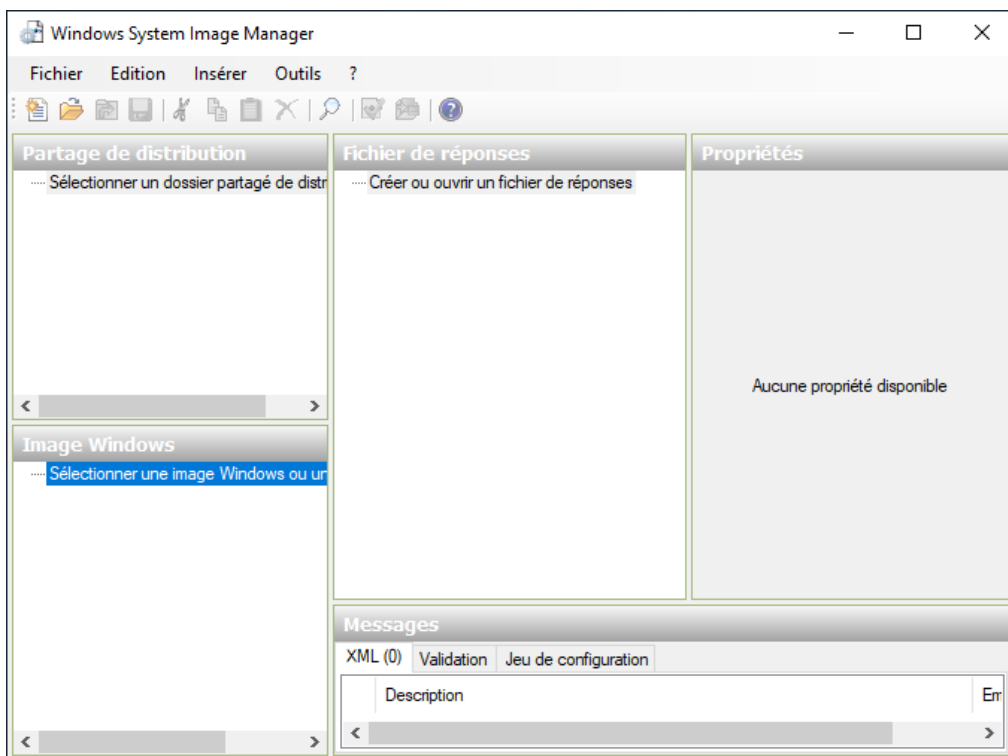 Windows System Image Manager
Fichier Edition Insérer Outils ?
Partage de distribution
Sélectionner un dossier partagé de distr
Image Windows
Sélectionner une image Windows ou un
Fichier de réponses
Créer ou ouvrir un fichier de réponses
Propriétés
Aucune propriété disponible
Messages
XML (0) Validation Jeu de configuration
Description Em